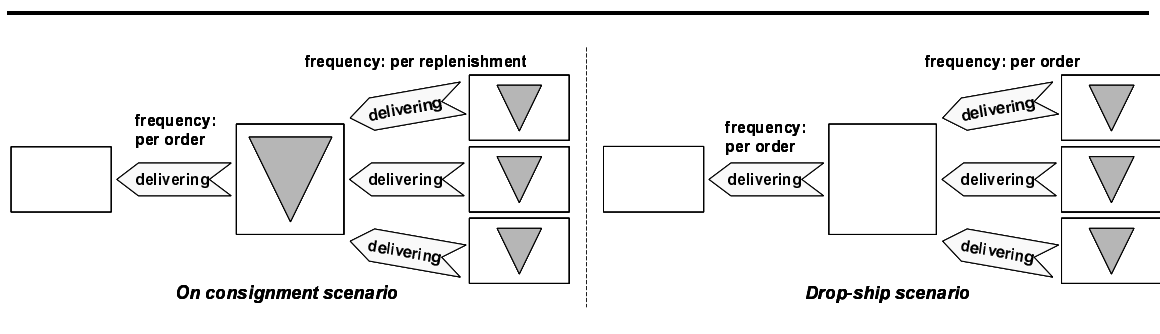 frequency: per replenishment
delivering
frequency:
per order
delivering
delivering
delivering
On consignment scenario
frequency: per order
delivering
frequency:
per order
delivering
delivering
delivering
Drop-ship scenario